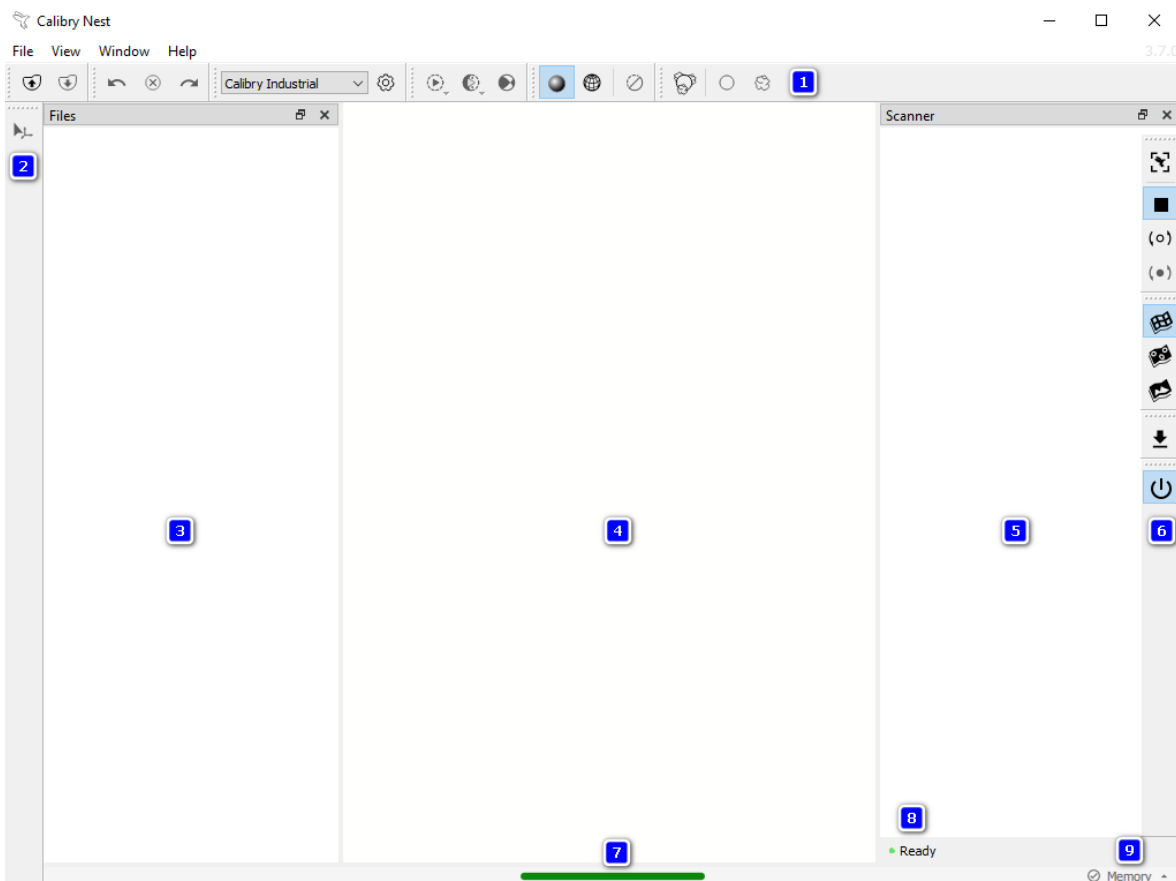 Calibry Nest
File View Window Help
3.7.0
Calibry Industrial
1
Files
Scanner
2
3
4
5
6
7
8
Ready
9
Memory